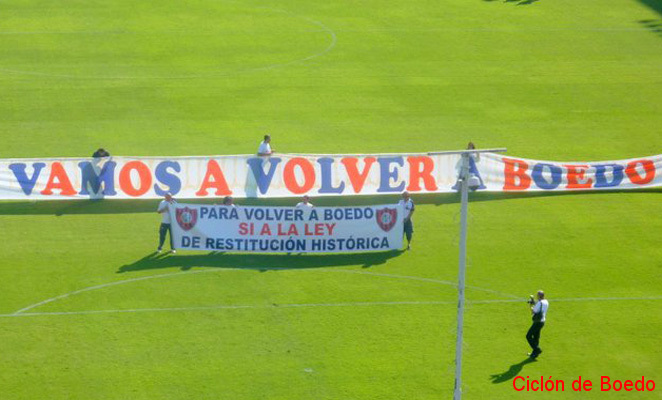 VAMOS A VOLVER A BOEDO
PARA VOLVER A BOEDO
SI A LA LEY
DE RESTITUCIÓN HISTÓRICA
Ciclón de Boedo